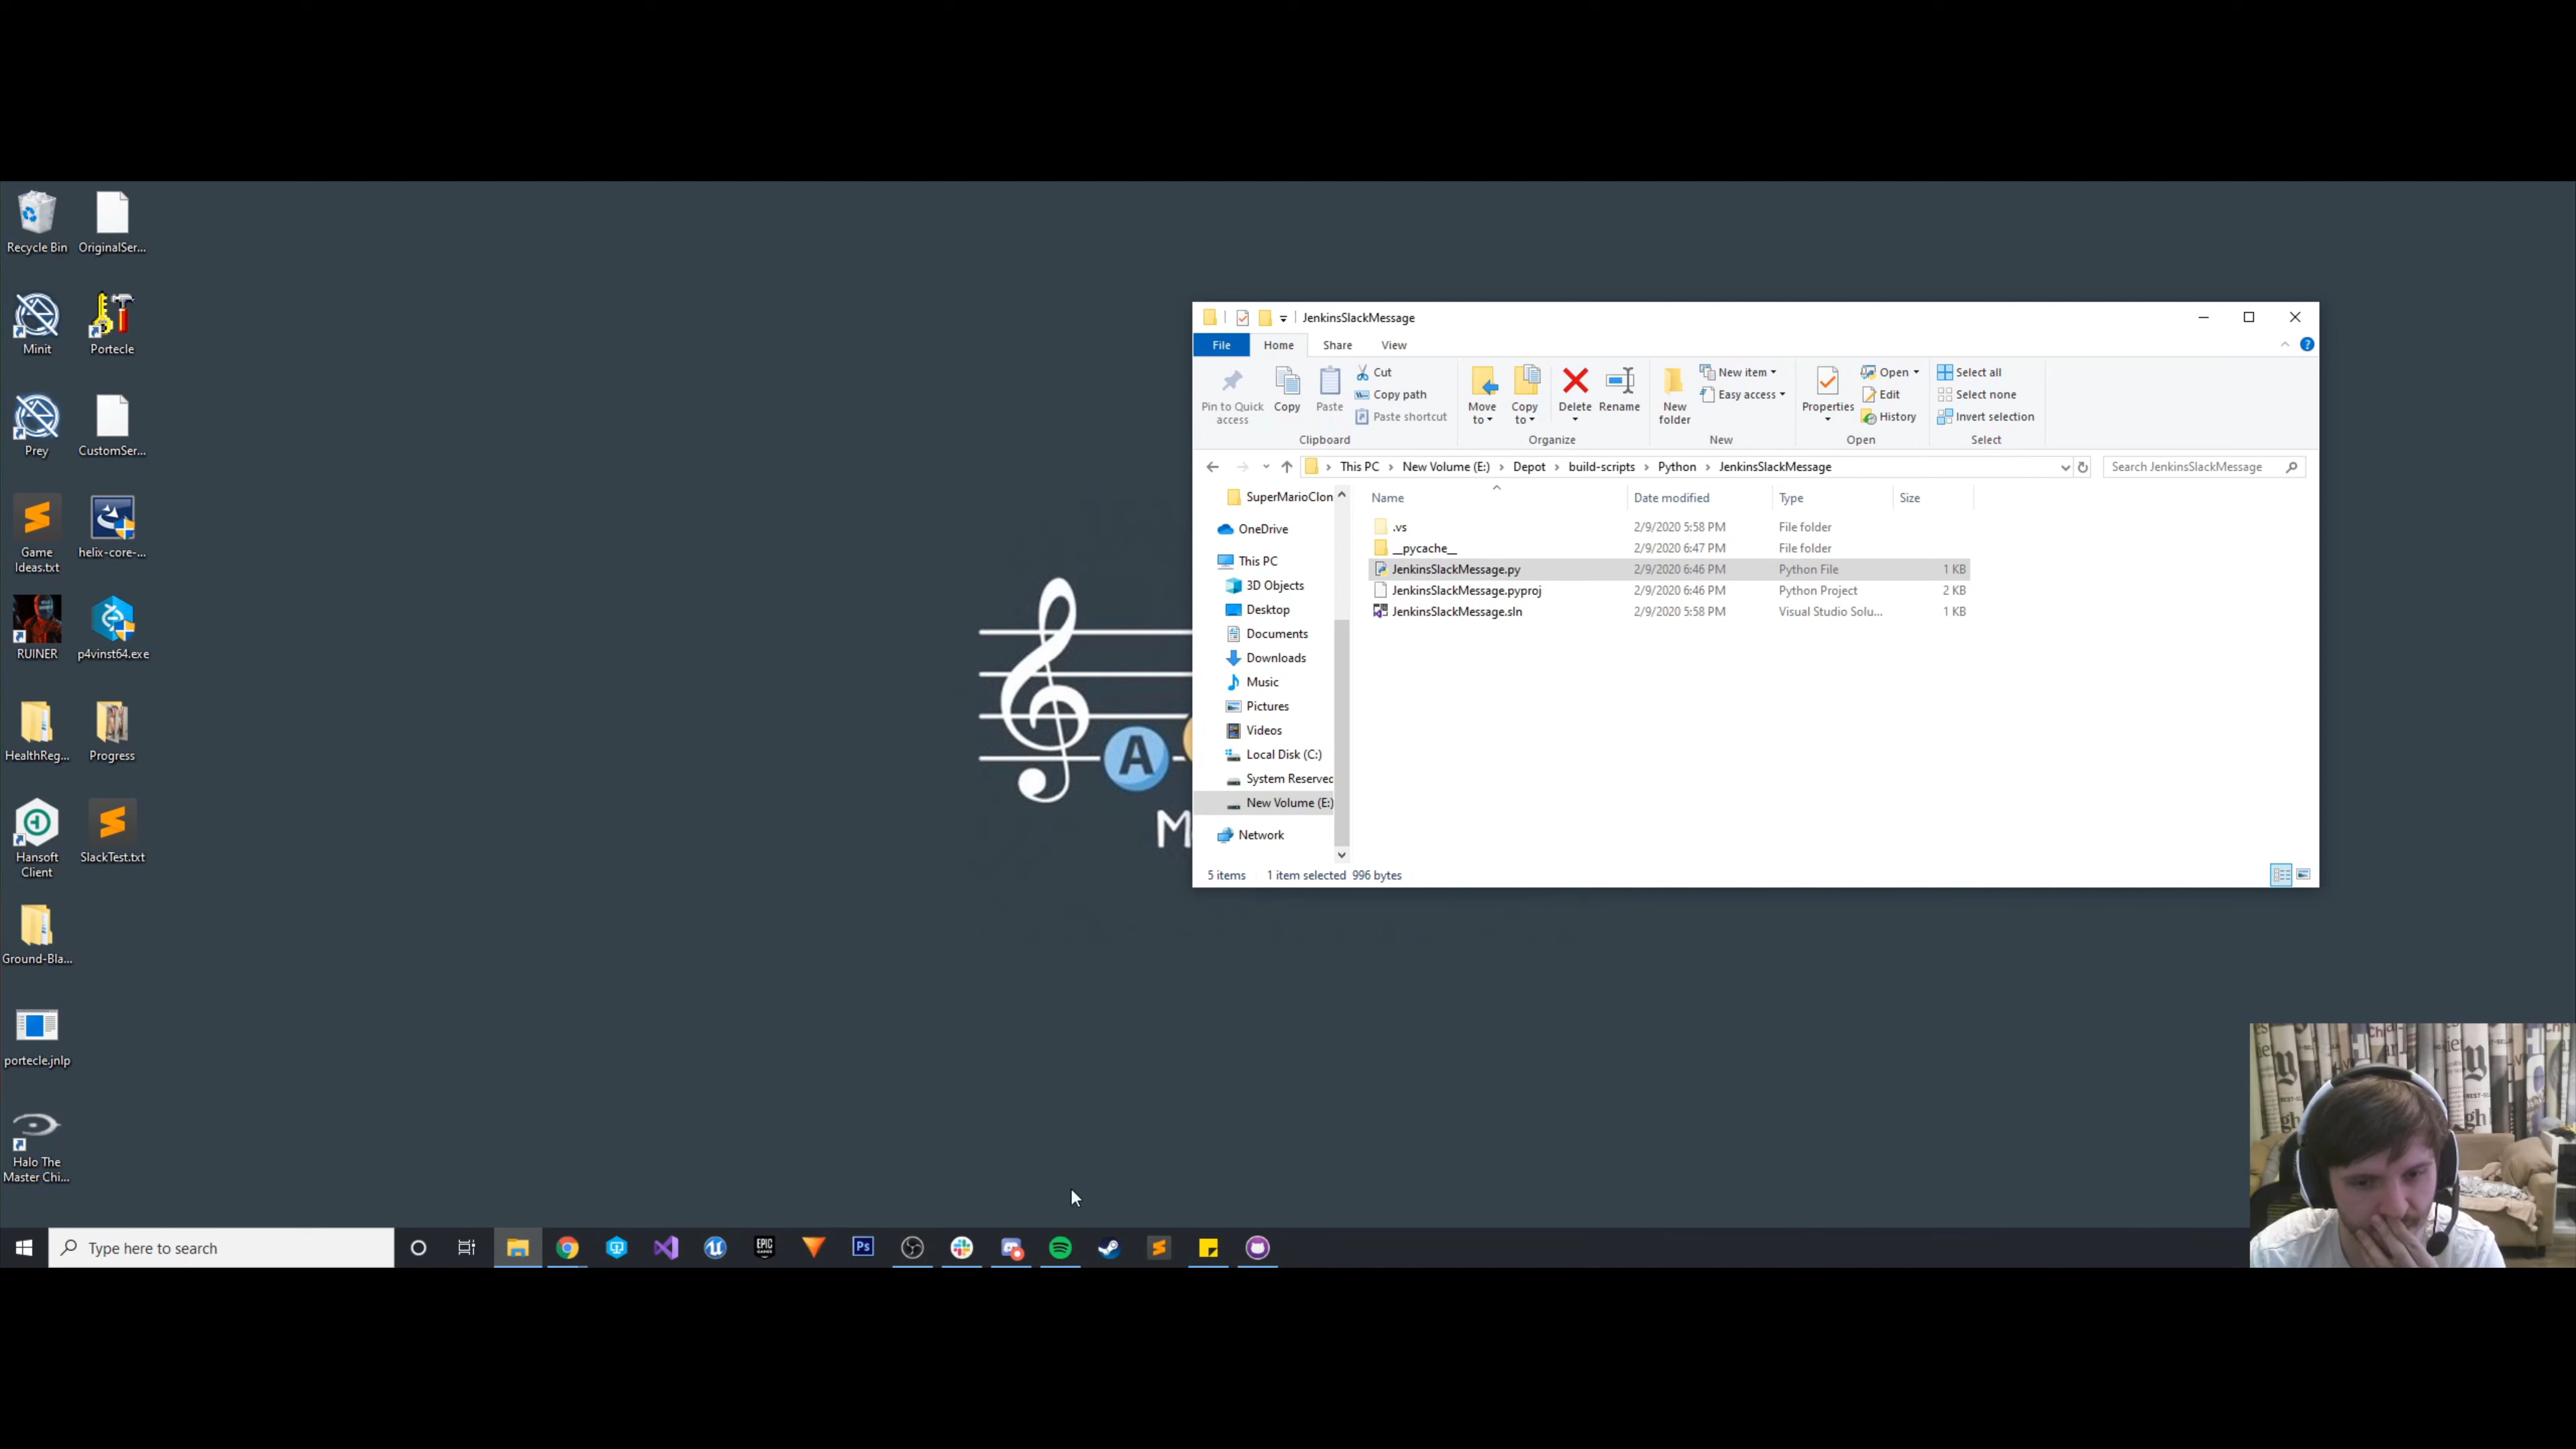 Recycle Bin
OriginalSer...
Minit
Portecle
Prey
CustomSer...
Game
Ideas.txt
helix-core-...
RUINER
p4vinst64.exe
HealthReg...
Progress
Hansoft
Client
SlackTest.txt
Ground-Bla...
portecle.jnlp
Halo The
Master Chi...
A
M
JenkinsSlackMessage
File
Home
Share
View
Pin to Quick
access
Copy
Paste
Cut
Copy path
Paste shortcut
Clipboard
Move
to
Copy
to
Delete
Rename
Organize
New
folder
New item
Easy access
New
Properties
Open
Edit
History
Open
Select all
Select none
Invert selection
Select
This PC > New Volume (E:) > Depot > build-scripts > Python > JenkinsSlackMessage
Search JenkinsSlackMessage
SuperMarioClon
OneDrive
This PC
3D Objects
Desktop
Documents
Downloads
Music
Pictures
Videos
Local Disk (C:)
System Reserved
New Volume (E:)
Network
Name Date modified Type Size
.vs 2/9/2020 5:58 PM File folder
__pycache__ 2/9/2020 6:47 PM File folder
JenkinsSlackMessage.py 2/9/2020 6:46 PM Python File 1 KB
JenkinsSlackMessage.pyproj 2/9/2020 6:46 PM Python Project 2 KB
JenkinsSlackMessage.sln 2/9/2020 5:58 PM Visual Studio Solu... 1 KB
5 items 1 item selected 996 bytes
Type here to search
EPIC
GAMES
Ps